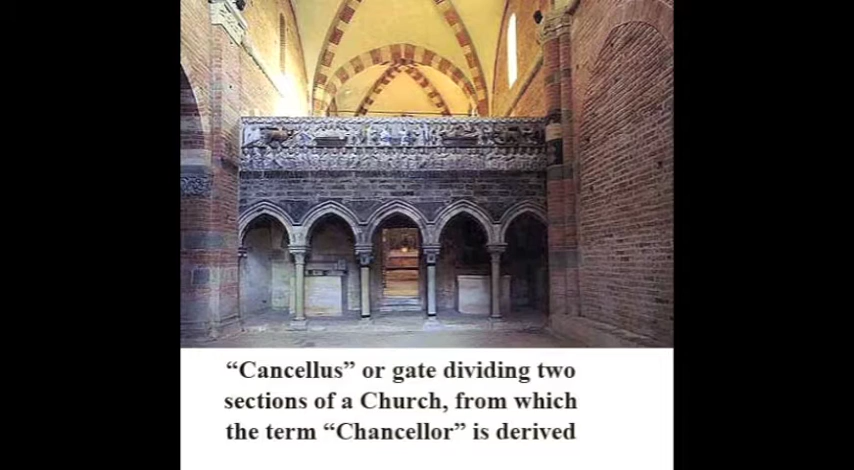 “Cancellus” or gate dividing two
sections of a Church, from which
the term “Chancellor” is derived